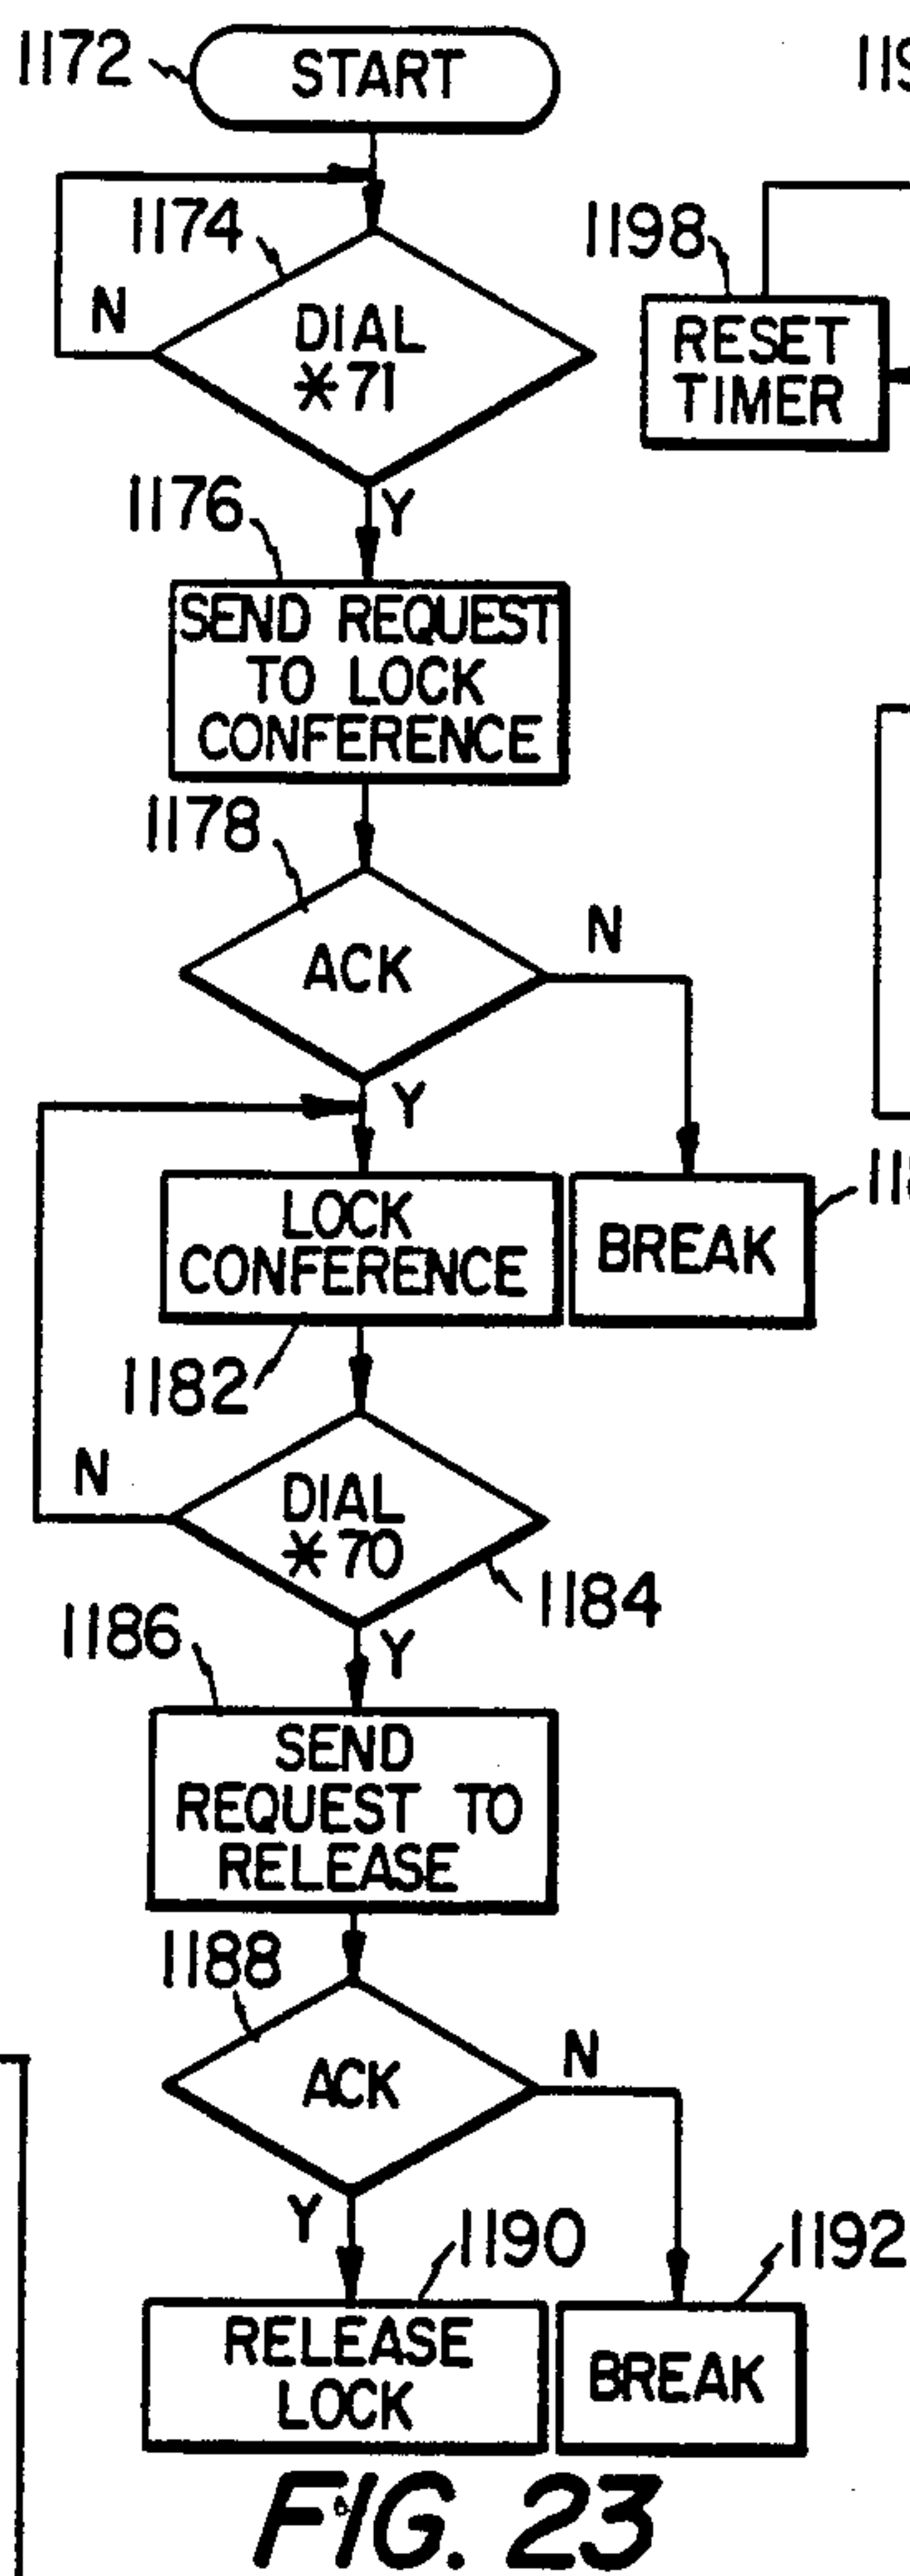 1172
START
1174
N
DIAL
*71
Y
1198
RESET
TIMER
1176
SEND REQUEST
TO LOCK
CONFERENCE
1178
ACK
N
Y
LOCK
CONFERENCE
BREAK
1182
N
DIAL
*70
1184
Y
1186
SEND
REQUEST TO
RELEASE
1188
ACK
N
Y
1190
1192
RELEASE
LOCK
BREAK
FIG. 23